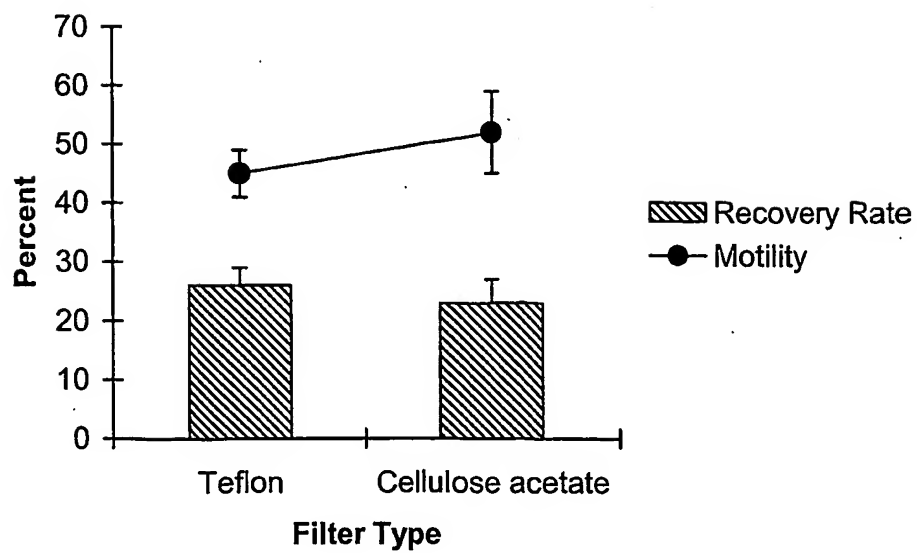 70
60
50
40
30
20
10
0
Percent
Teflon
Cellulose acetate
Filter Type
Recovery Rate
Motility